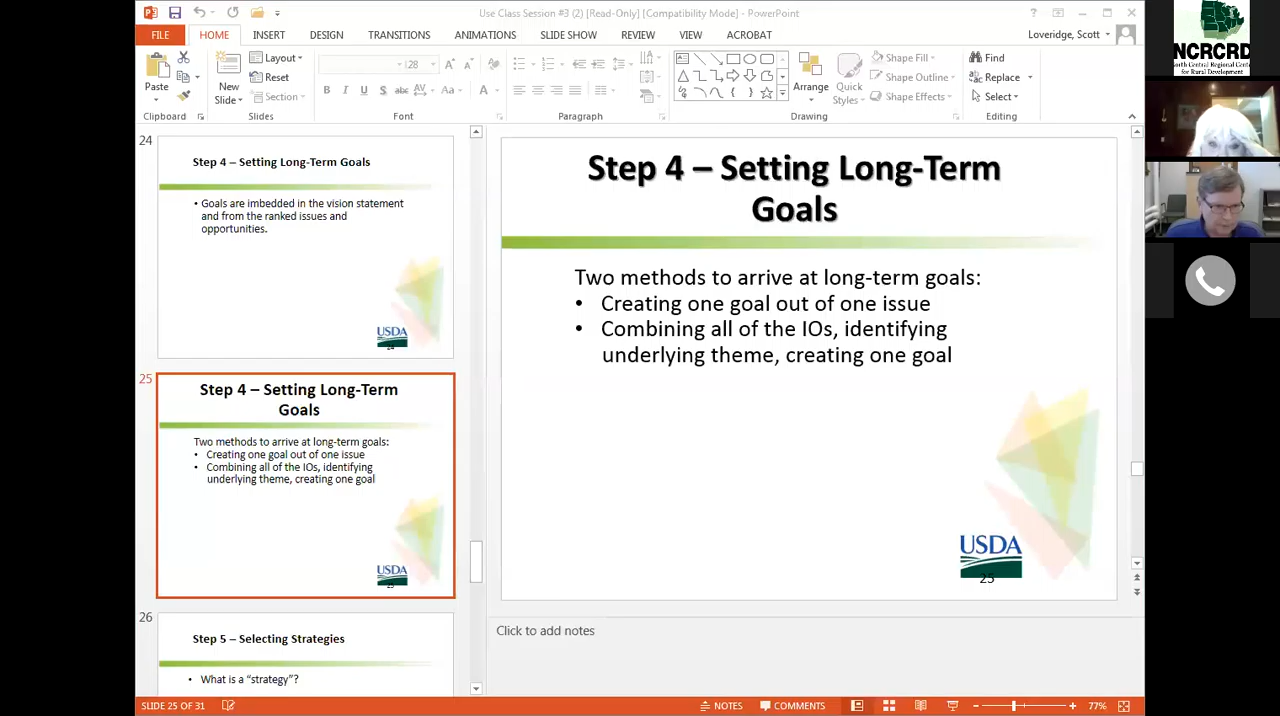 Use Class Session #3 (2) [Read-Only] [Compatibility Mode] - PowerPoint
?
FILE HOME INSERT DESIGN TRANSITIONS ANIMATIONS SLIDE SHOW REVIEW VIEW ACROBAT Loveridge, Scott
Paste
New
Slide
Layout
Reset
Section
28
B I U S abc AV Aa A
Arrange
Quick
Styles
Shape Fill
Shape Outline
Shape Effects
Find
Replace
Select
Clipboard Slides Font Paragraph Drawing Editing
24
Step 4 – Setting Long-Term Goals
• Goals are imbedded in the vision statement
and from the ranked issues and
opportunities.
USDA
24
25
Step 4 – Setting Long-Term
Goals
Two methods to arrive at long-term goals:
• Creating one goal out of one issue
• Combining all of the IOs, identifying
underlying theme, creating one goal
USDA
25
26
Step 5 – Selecting Strategies
• What is a “strategy”?
Step 4 – Setting Long-Term
Goals
Two methods to arrive at long-term goals:
• Creating one goal out of one issue
• Combining all of the IOs, identifying
underlying theme, creating one goal
USDA
25
Click to add notes
SLIDE 25 OF 31 NOTES COMMENTS 77%
NCRCRD
North Central Regional Center
for Rural Development